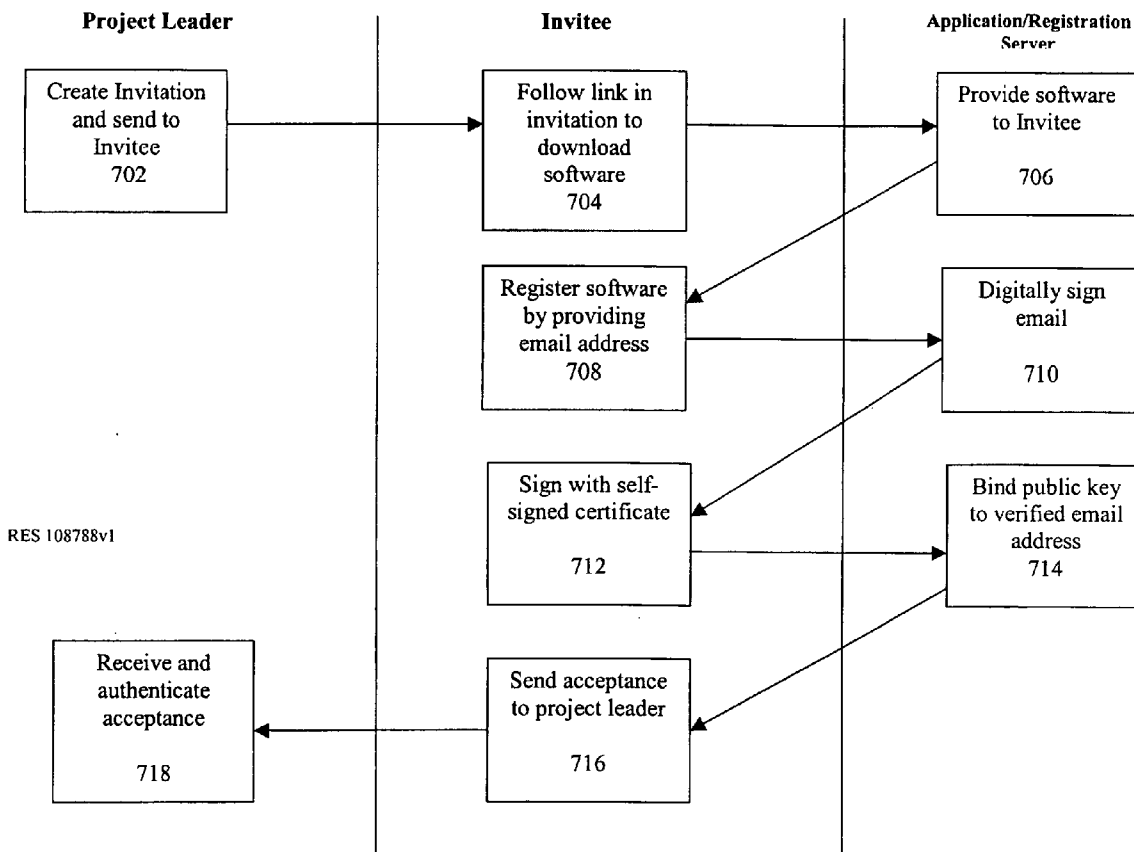 Project Leader
Invitee
Application/Registration
Server
Create Invitation
and send to
Invitee
702
Follow link in
invitation to
download
software
704
Provide software
to Invitee
706
Register software
by providing
email address
708
Digitally sign
email
710
Sign with self-
signed certificate
712
Bind public key
to verified email
address
714
RES 108788v1
Receive and
authenticate
acceptance
718
Send acceptance
to project leader
716